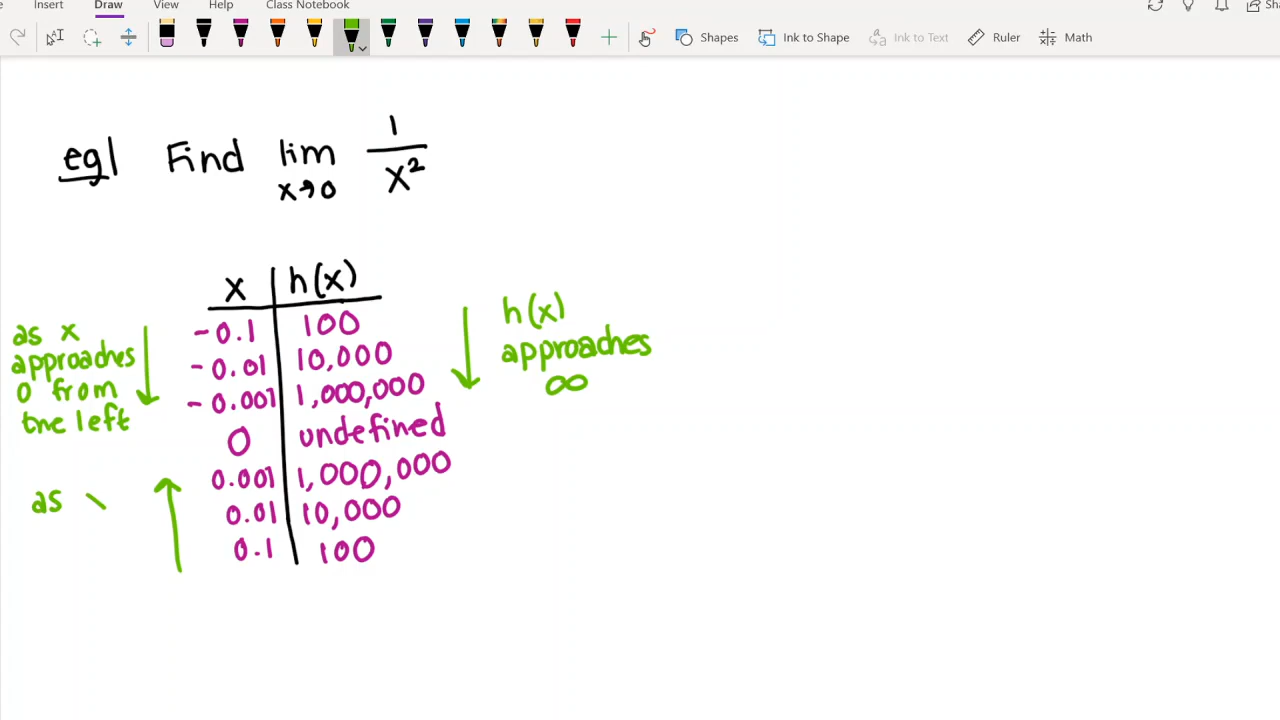 Insert Draw View Help Class Notebook
Shapes Ink to Shape Ink to Text Ruler Math
eg1 Find lim 1/x²
x→0
x h(x)
-0.1 100
-0.01 10,000
-0.001 1,000,000
0 undefined
0.001 1,000,000
0.01 10,000
0.1 100
as x
approaches
0 from
the left
h(x)
approaches
∞
as